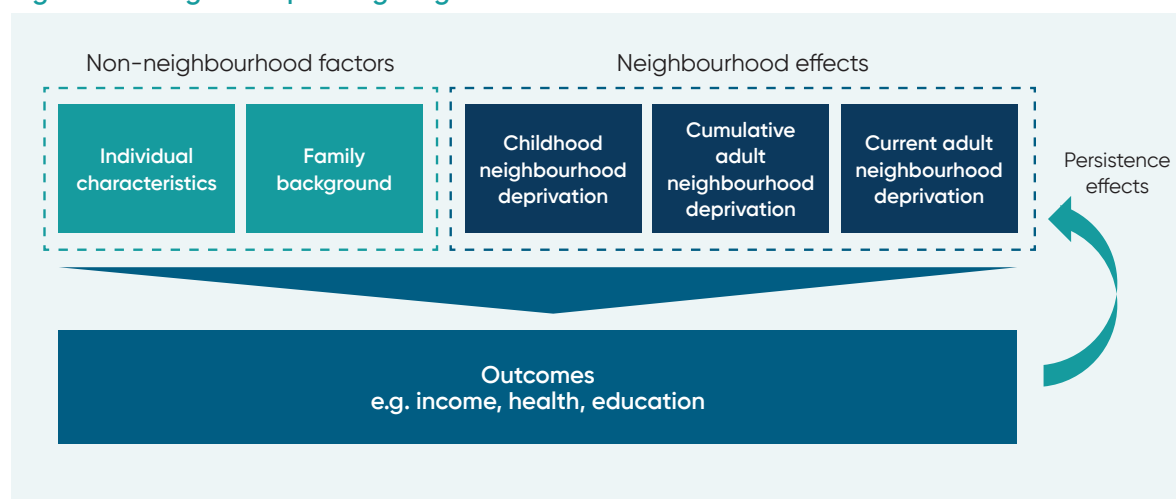 Non-neighbourhood factors
Neighbourhood effects
Individual
characteristics
Family
background
Childhood
neighbourhood
deprivation
Cumulative
adult
neighbourhood
deprivation
Current adult
neighbourhood
deprivation
Persistence
effects
Outcomes
e.g. income, health, education